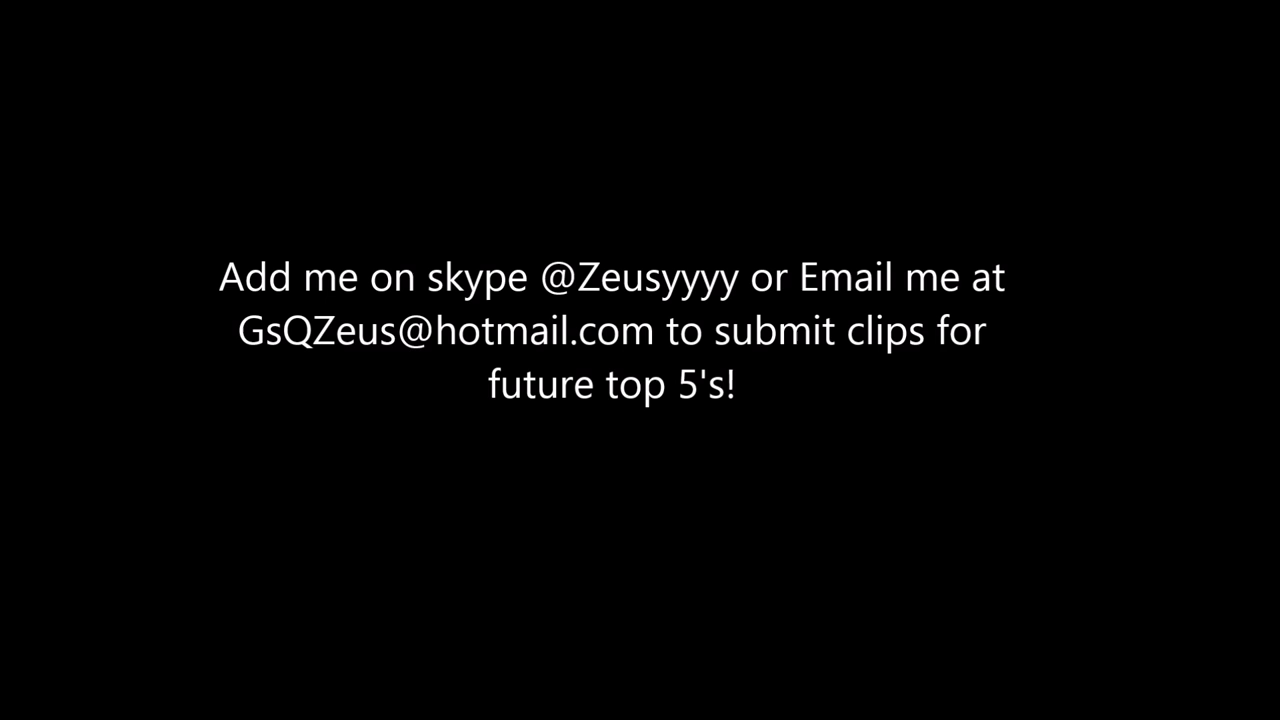 Add me on skype @Zeusyyyy or Email me at
GsQZeus@hotmail.com to submit clips for
future top 5's!